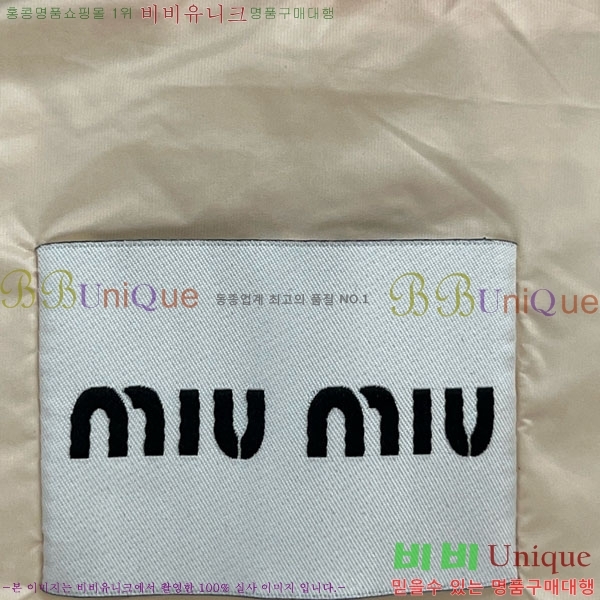 홍콩명품쇼핑몰 1위 비비유니크 명품구매대행
BBUniQue 동종업계 최고의 품질 NO.1 BBUniQue
miu miu
비비 Unique
-본 이미지는 비비유니크에서 촬영한 100% 실사 이미지 입니다.-
믿을수 있는 명품구매대행